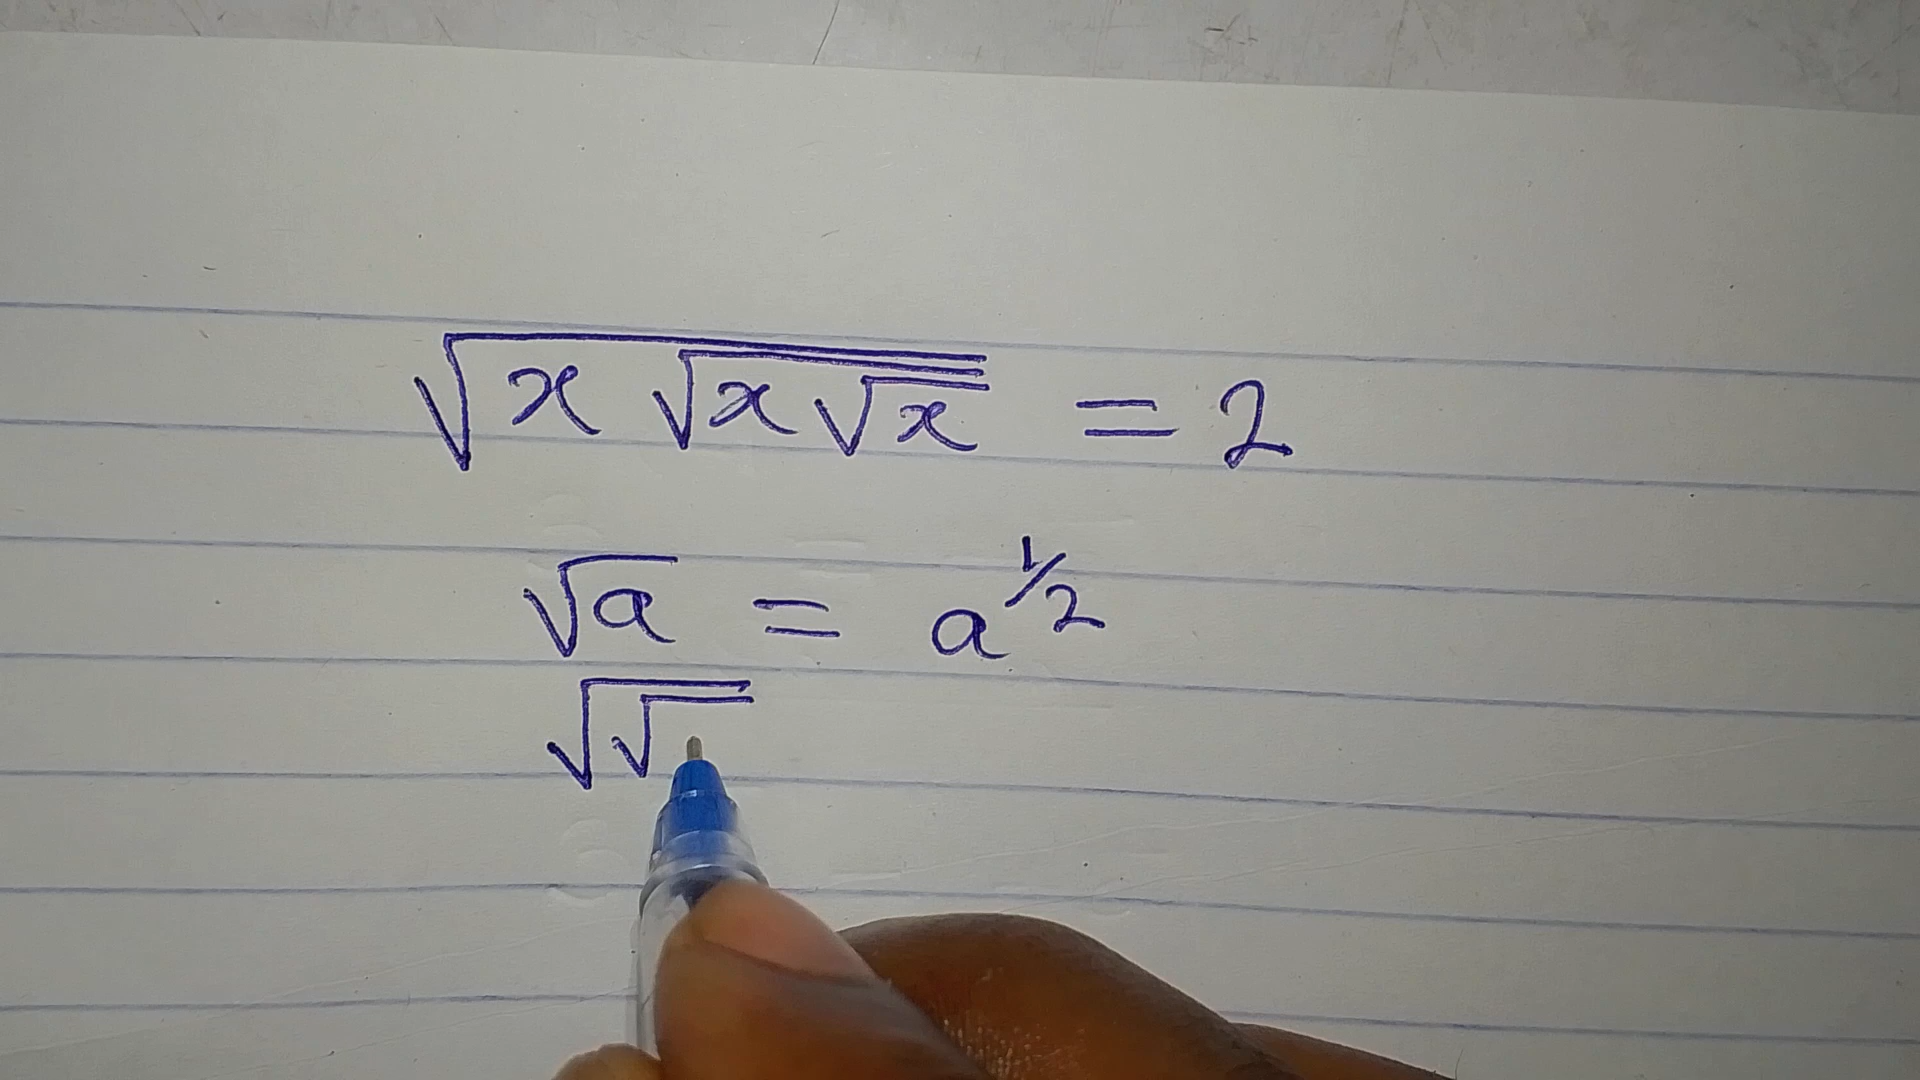 √(x√(x√x)) = 2
√a = a^(1/2)
√√